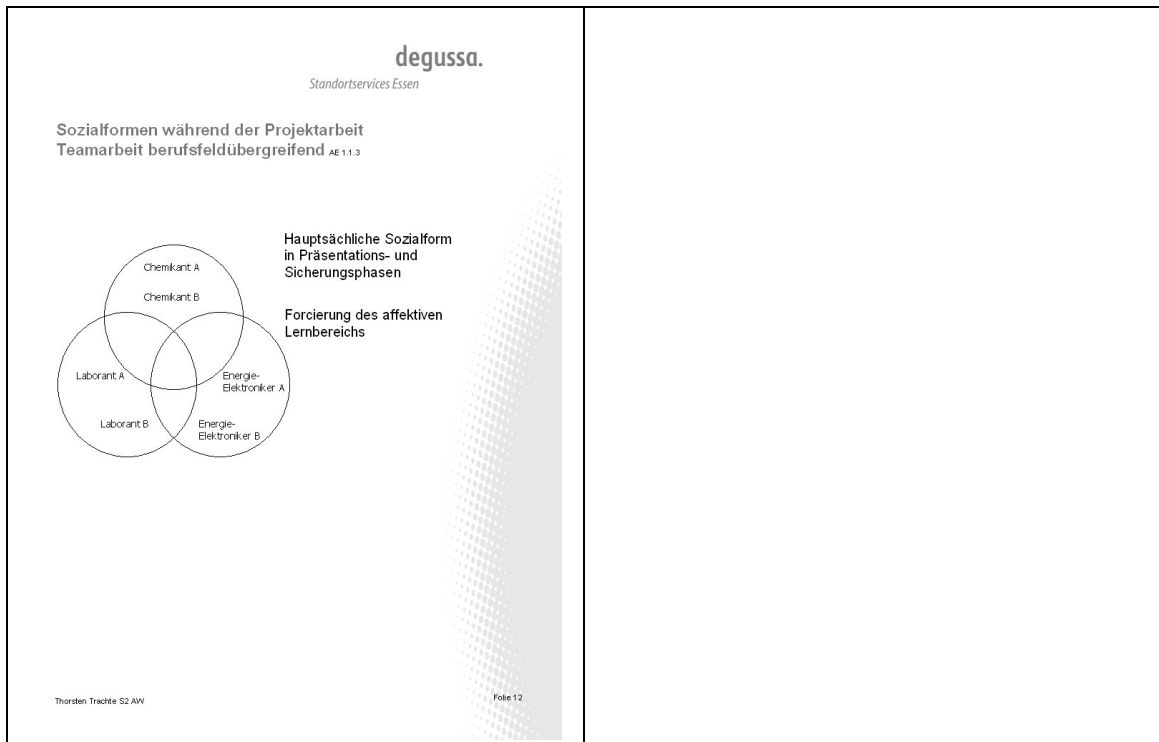 degussa.
Standortservices Essen
Sozialformen während der Projektarbeit
Teamarbeit berufsfeldübergreifend AE 1.1.3
Hauptsächliche Sozialform
in Präsentations- und
Sicherungsphasen
Forcierung des affektiven
Lernbereichs
Chemikant A
Chemikant B
Laborant A
Laborant B
Energie-
Elektroniker A
Energie-
Elektroniker B
Thorsten Trachte S2 AW
Folie 12